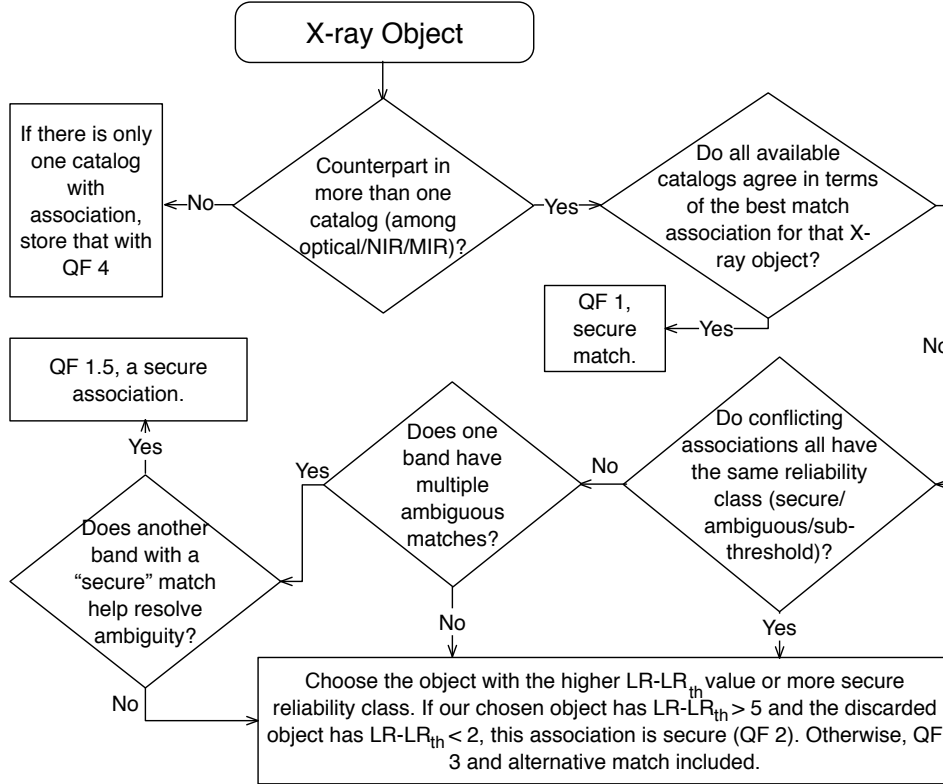 X-ray Object
If there is only
one catalog
with
association,
store that with
QF 4
No
Counterpart in
more than one
catalog (among
optical/NIR/MIR)?
Yes
Do all available
catalogs agree in terms
of the best match
association for that X-
ray object?
QF 1,
secure
match.
Yes
No
QF 1.5, a secure
association.
Yes
Does another
band with a
“secure” match
help resolve
ambiguity?
No
Yes
Does one
band have
multiple
ambiguous
matches?
No
No
Do conflicting
associations all have
the same reliability
class (secure/
ambiguous/sub-
threshold)?
Yes
Choose the object with the higher LR-LRth value or more secure
reliability class. If our chosen object has LR-LRth > 5 and the discarded
object has LR-LRth < 2, this association is secure (QF 2). Otherwise, QF
3 and alternative match included.